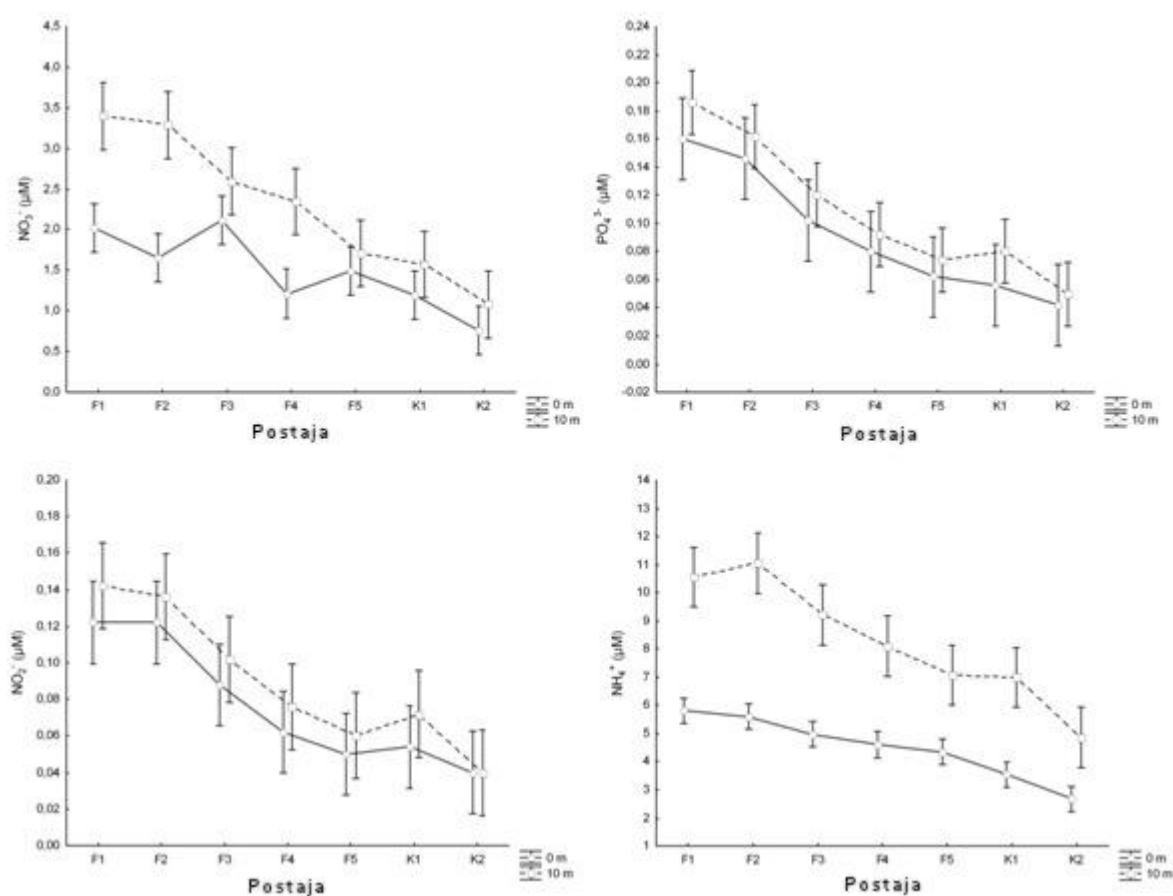 4,5
4,0
3,5
3,0
2,5
2,0
1,5
1,0
0,5
0,0
NO₃⁻ (µM)
F1 F2 F3 F4 F5 K1 K2
Postaja
0 m
10 m
0,24
0,22
0,20
0,18
0,16
0,14
0,12
0,10
0,08
0,06
0,04
0,02
0,00
-0,02
PO₄³⁻ (µM)
F1 F2 F3 F4 F5 K1 K2
Postaja
0 m
10 m
0,20
0,18
0,16
0,14
0,12
0,10
0,08
0,06
0,04
0,02
0,00
NO₂⁻ (µM)
F1 F2 F3 F4 F5 K1 K2
Postaja
0 m
10 m
14
13
12
11
10
9
8
7
6
5
4
3
2
1
NH₄⁺ (µM)
F1 F2 F3 F4 F5 K1 K2
Postaja
0 m
10 m